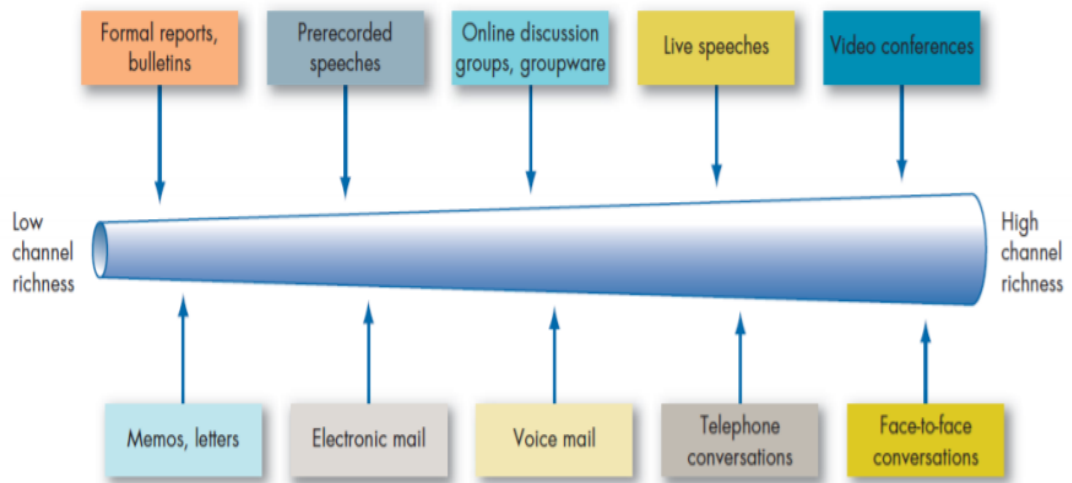 Formal reports,
bulletins
Prerecorded
speeches
Online discussion
groups, groupware
Live speeches
Video conferences
Low
channel
richness
High
channel
richness
Memos, letters
Electronic mail
Voice mail
Telephone
conversations
Face-to-face
conversations